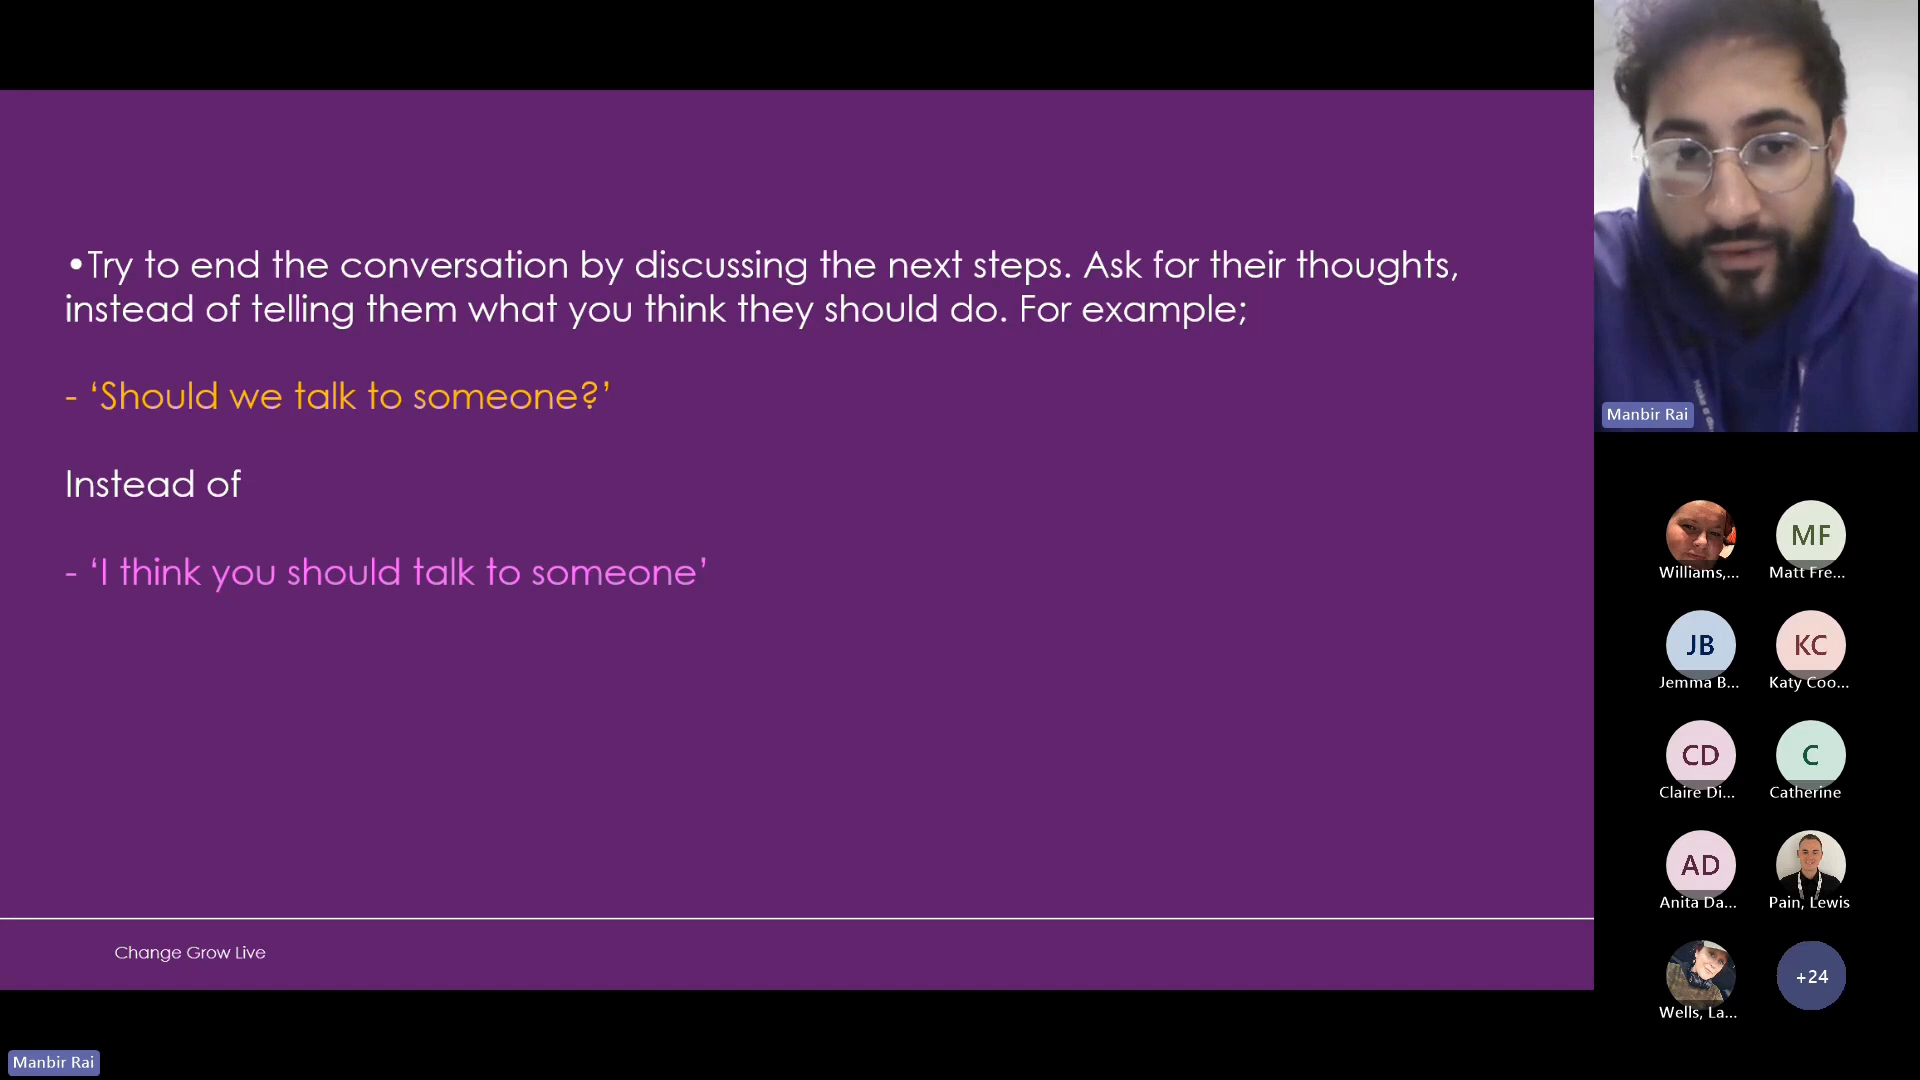 •Try to end the conversation by discussing the next steps. Ask for their thoughts,
instead of telling them what you think they should do. For example;
- ‘Should we talk to someone?’
Instead of
- ‘I think you should talk to someone’
Change Grow Live
Manbir Rai
Manbir Rai
Williams,...
MF
Matt Fre...
JB
Jemma B...
KC
Katy Coo...
CD
Claire Di...
C
Catherine
AD
Anita Da...
Pain, Lewis
Wells, La...
+24